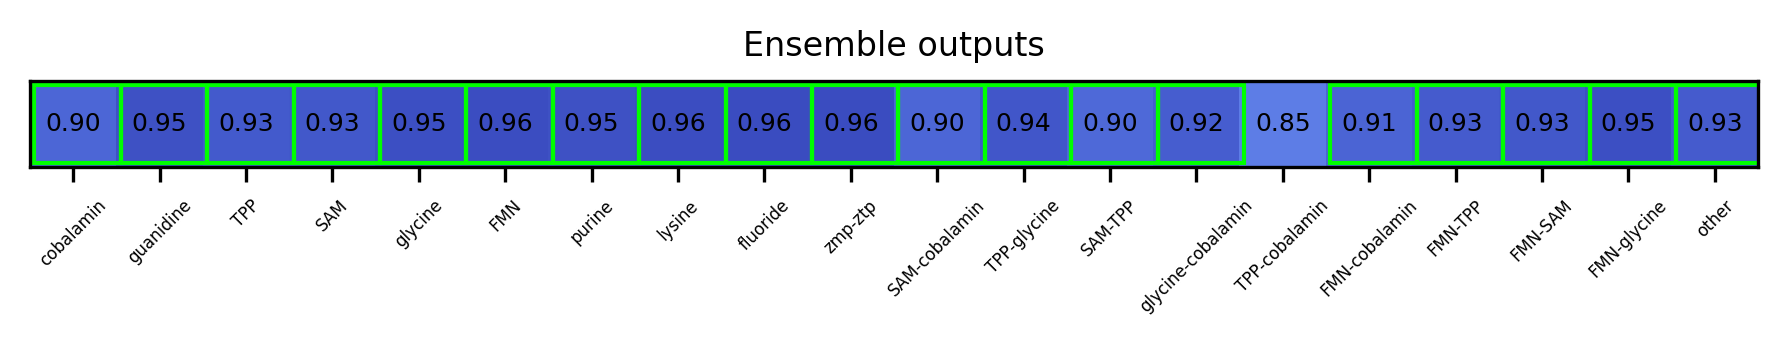 Ensemble outputs
0.90 0.95 0.93 0.93 0.95 0.96 0.95 0.96 0.96 0.96 0.90 0.94 0.90 0.92 0.85 0.91 0.93 0.93 0.95 0.93
cobalamin guanidine TPP SAM glycine FMN purine lysine fluoride zmp-ztp SAM-cobalamin TPP-glycine SAM-TPP glycine-cobalamin TPP-cobalamin FMN-cobalamin FMN-TPP FMN-SAM FMN-glycine other